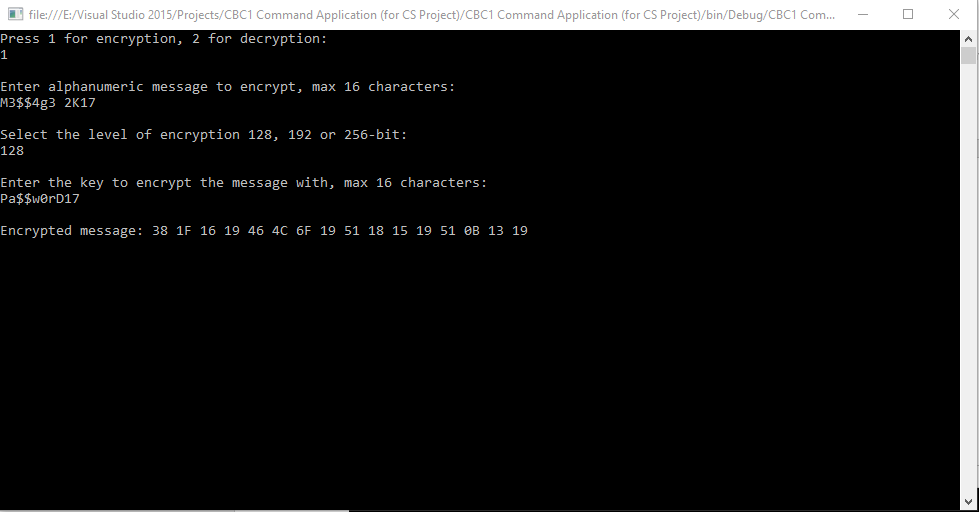 file:///E:/Visual Studio 2015/Projects/CBC1 Command Application (for CS Project)/CBC1 Command Application (for CS Project)/bin/Debug/CBC1 Com...
Press 1 for encryption, 2 for decryption:
1
Enter alphanumeric message to encrypt, max 16 characters:
M3$$4g3 2K17
Select the level of encryption 128, 192 or 256-bit:
128
Enter the key to encrypt the message with, max 16 characters:
Pa$$w0rD17
Encrypted message: 38 1F 16 19 46 4C 6F 19 51 18 15 19 51 0B 13 19